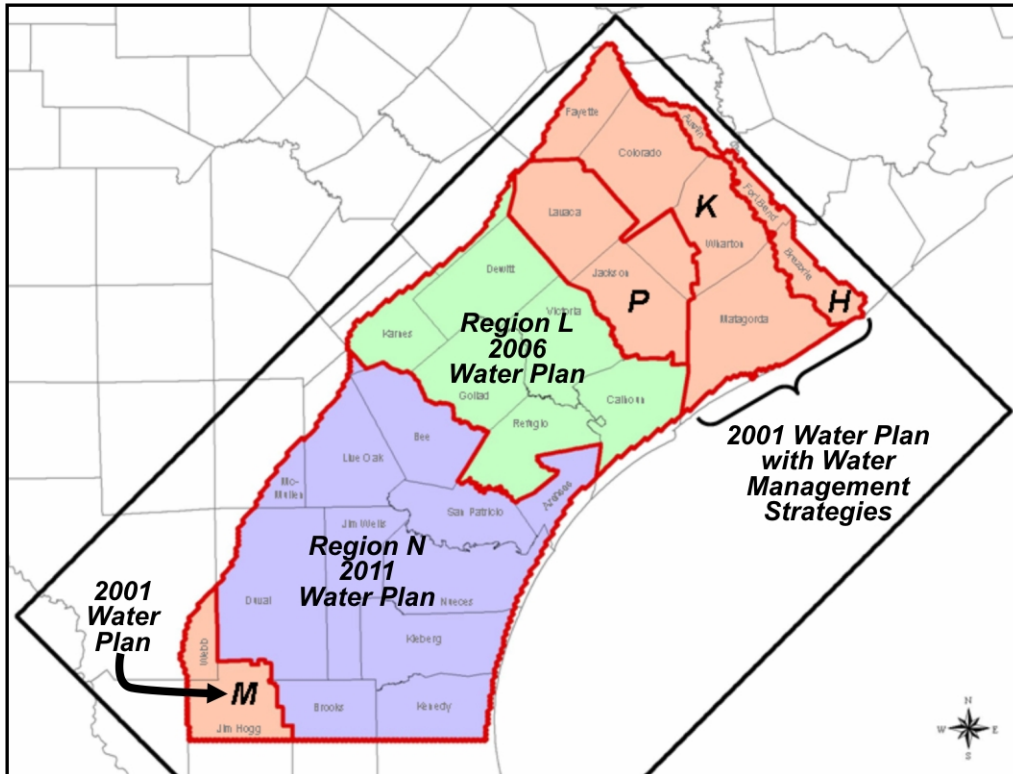 Fayette
Austin
Colorado
Fort Bend
K
Lavaca
Wharton
Brazoria
Dewitt
Jackson
P
H
Victoria
Matagorda
Region L
2006
Water Plan
Karnes
Goliad
Calhoun
Refugio
Bee
2001 Water Plan
with Water
Management
Strategies
Live Oak
Mc-
Mullen
Aransas
San Patricio
Jim Wells
Region N
2011
Water Plan
2001
Water
Plan
Duval
Nueces
Kleberg
Webb
M
Brooks
Kenedy
Jim Hogg
N
W
E
S